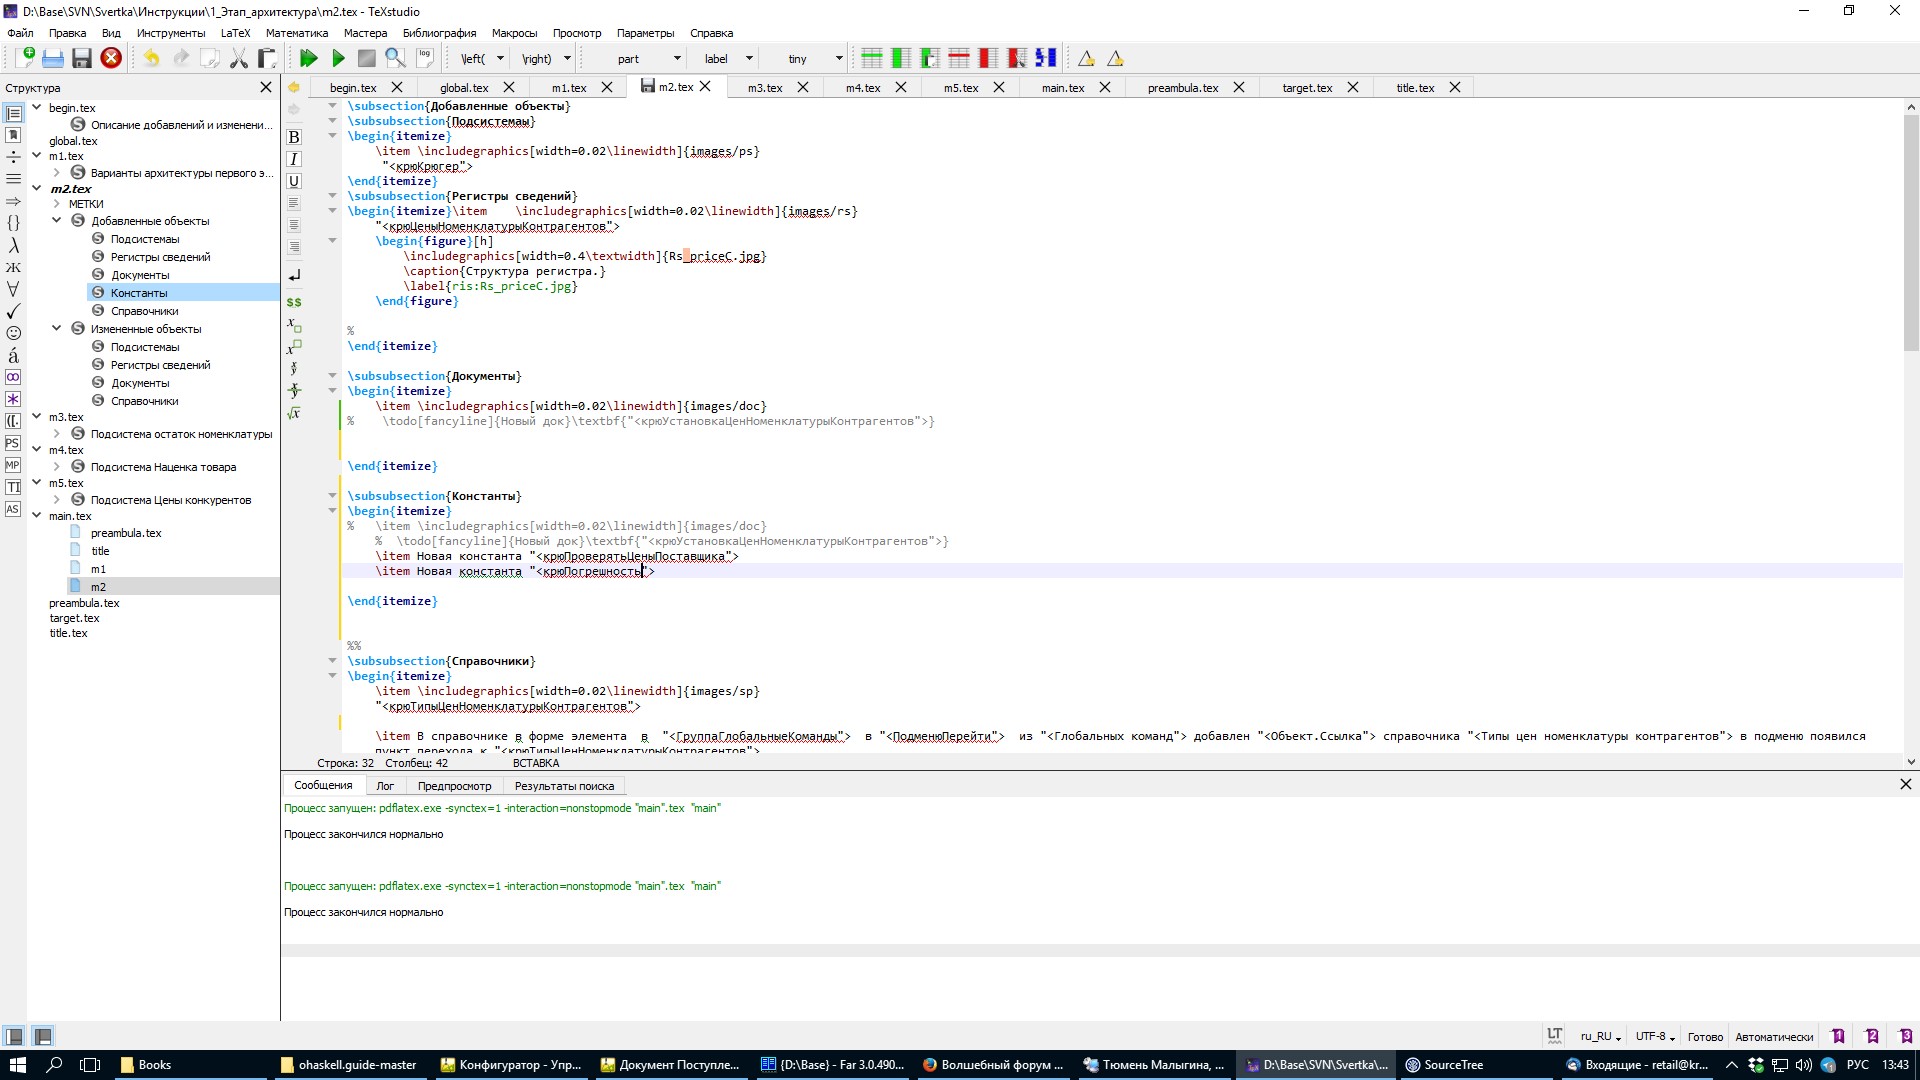 D:\Base\SVN\Svertka\Инструкции\1_Этап_архитектура\m2.tex - TeXstudio
Файл Правка Вид Инструменты LaTeX Математика Мастера Библиография Макросы Просмотр Параметры Справка
log \left( \right) part label tiny
Структура
begin.tex global.tex m1.tex m2.tex m3.tex m4.tex m5.tex main.tex preambula.tex target.tex title.tex
begin.tex
Описание добавлений и изменени...
global.tex
m1.tex
Варианты архитектуры первого э...
m2.tex
МЕТКИ
Добавленные объекты
Подсистемаы
Регистры сведений
Документы
Константы
Справочники
Измененные объекты
Подсистемаы
Регистры сведений
Документы
Справочники
m3.tex
Подсистема остаток номенклатуры
m4.tex
Подсистема Наценка товара
m5.tex
Подсистема Цены конкурентов
main.tex
preambula.tex
title
m1
m2
preambula.tex
target.tex
title.tex
\subsection{Добавленные объекты}
\subsubsection{Подсистемаы}
\begin{itemize}
\item \includegraphics[width=0.02\linewidth]{images/ps}
"<крюКрюгер">
\end{itemize}
\subsubsection{Регистры сведений}
\begin{itemize}\item \includegraphics[width=0.02\linewidth]{images/rs}
"<крюЦеныНоменклатурыКонтрагентов">
\begin{figure}[h]
\includegraphics[width=0.4\textwidth]{Rs_priceC.jpg}
\caption{Структура регистра.}
\label{ris:Rs_priceC.jpg}
\end{figure}
%
\end{itemize}
\subsubsection{Документы}
\begin{itemize}
\item \includegraphics[width=0.02\linewidth]{images/doc}
% \todo[fancyline]{Новый док}\textbf{"<крюУстановкаЦенНоменклатурыКонтрагентов">}
\end{itemize}
\subsubsection{Константы}
\begin{itemize}
% \item \includegraphics[width=0.02\linewidth]{images/doc}
% \todo[fancyline]{Новый док}\textbf{"<крюУстановкаЦенНоменклатурыКонтрагентов">}
\item Новая константа "<крюПроверятьЦеныПоставщика">
\item Новая константа "<крюПогрешность">
\end{itemize}
%%
\subsubsection{Справочники}
\begin{itemize}
\item \includegraphics[width=0.02\linewidth]{images/sp}
"<крюТипыЦенНоменклатурыКонтрагентов">
\item В справочнике в форме элемента в "<ГруппаГлобальныеКоманды"> в "<ПодменюПерейти"> из "<Глобальных команд"> добавлен "<Объект.Ссылка"> справочника "<Типы цен номенклатуры контрагентов"> в подменю появился
пункт перехода к "<крюТипыЦенНоменклатурыКонтрагентов">
Строка: 32 Столбец: 42 ВСТАВКА
Сообщения Лог Предпросмотр Результаты поиска
Процесс запущен: pdflatex.exe -synctex=1 -interaction=nonstopmode "main".tex "main"
Процесс закончился нормально
Процесс запущен: pdflatex.exe -synctex=1 -interaction=nonstopmode "main".tex "main"
Процесс закончился нормально
LT ru_RU UTF-8 Готово Автоматически 1 2 3
Books ohaskell.guide-master Конфигуратор - Упр... Документ Поступле... {D:\Base} - Far 3.0.490... Волшебный форум ... Тюмень Малыгина, ... D:\Base\SVN\Svertka\... SourceTree Входящие - retail@kr... РУС 13:43